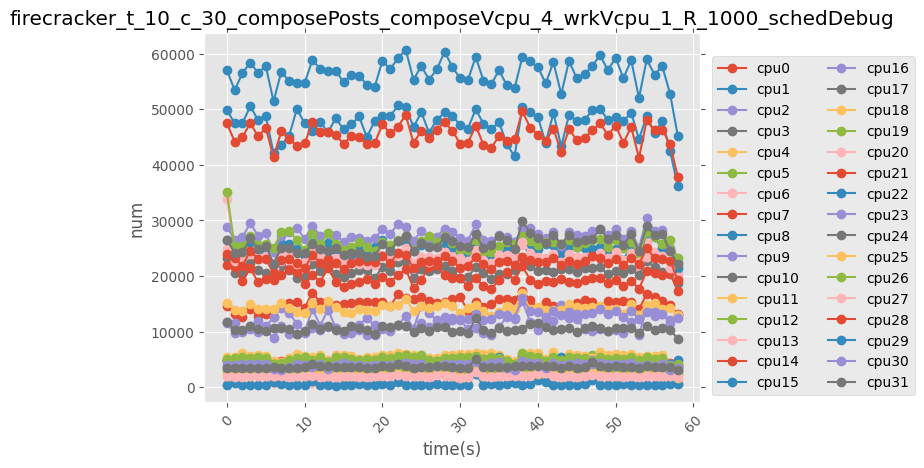 firecracker_t_10_c_30_composePosts_composeVcpu_4_wrkVcpu_1_R_1000_schedDebug
60000
50000
40000
30000
20000
10000
0
num
0
10
20
30
40
50
60
time(s)
cpu0
cpu1
cpu2
cpu3
cpu4
cpu5
cpu6
cpu7
cpu8
cpu9
cpu10
cpu11
cpu12
cpu13
cpu14
cpu15
cpu16
cpu17
cpu18
cpu19
cpu20
cpu21
cpu22
cpu23
cpu24
cpu25
cpu26
cpu27
cpu28
cpu29
cpu30
cpu31